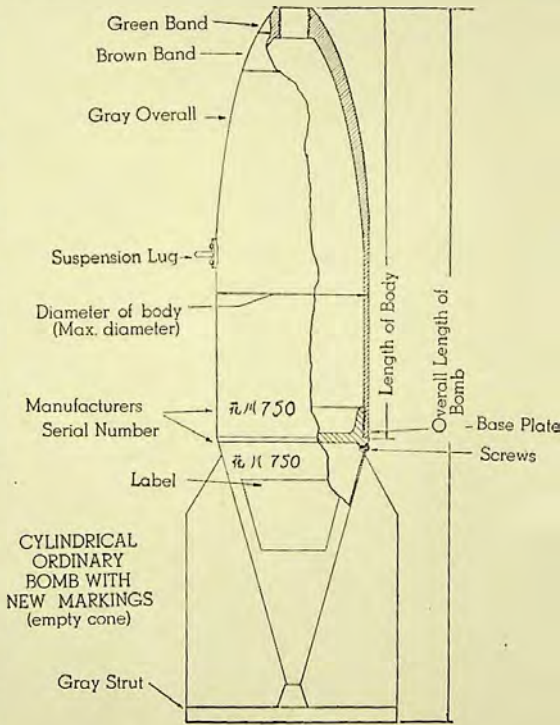 Green Band
Brown Band
Gray Overall
Suspension Lug
Diameter of body
(Max. diameter)
Length of Body
Overall Length of
Bomb
Manufacturers
Serial Number
750
Base Plate
Screws
川 750
Label
CYLINDRICAL
ORDINARY
BOMB WITH
NEW MARKINGS
(empty cone)
Gray Strut